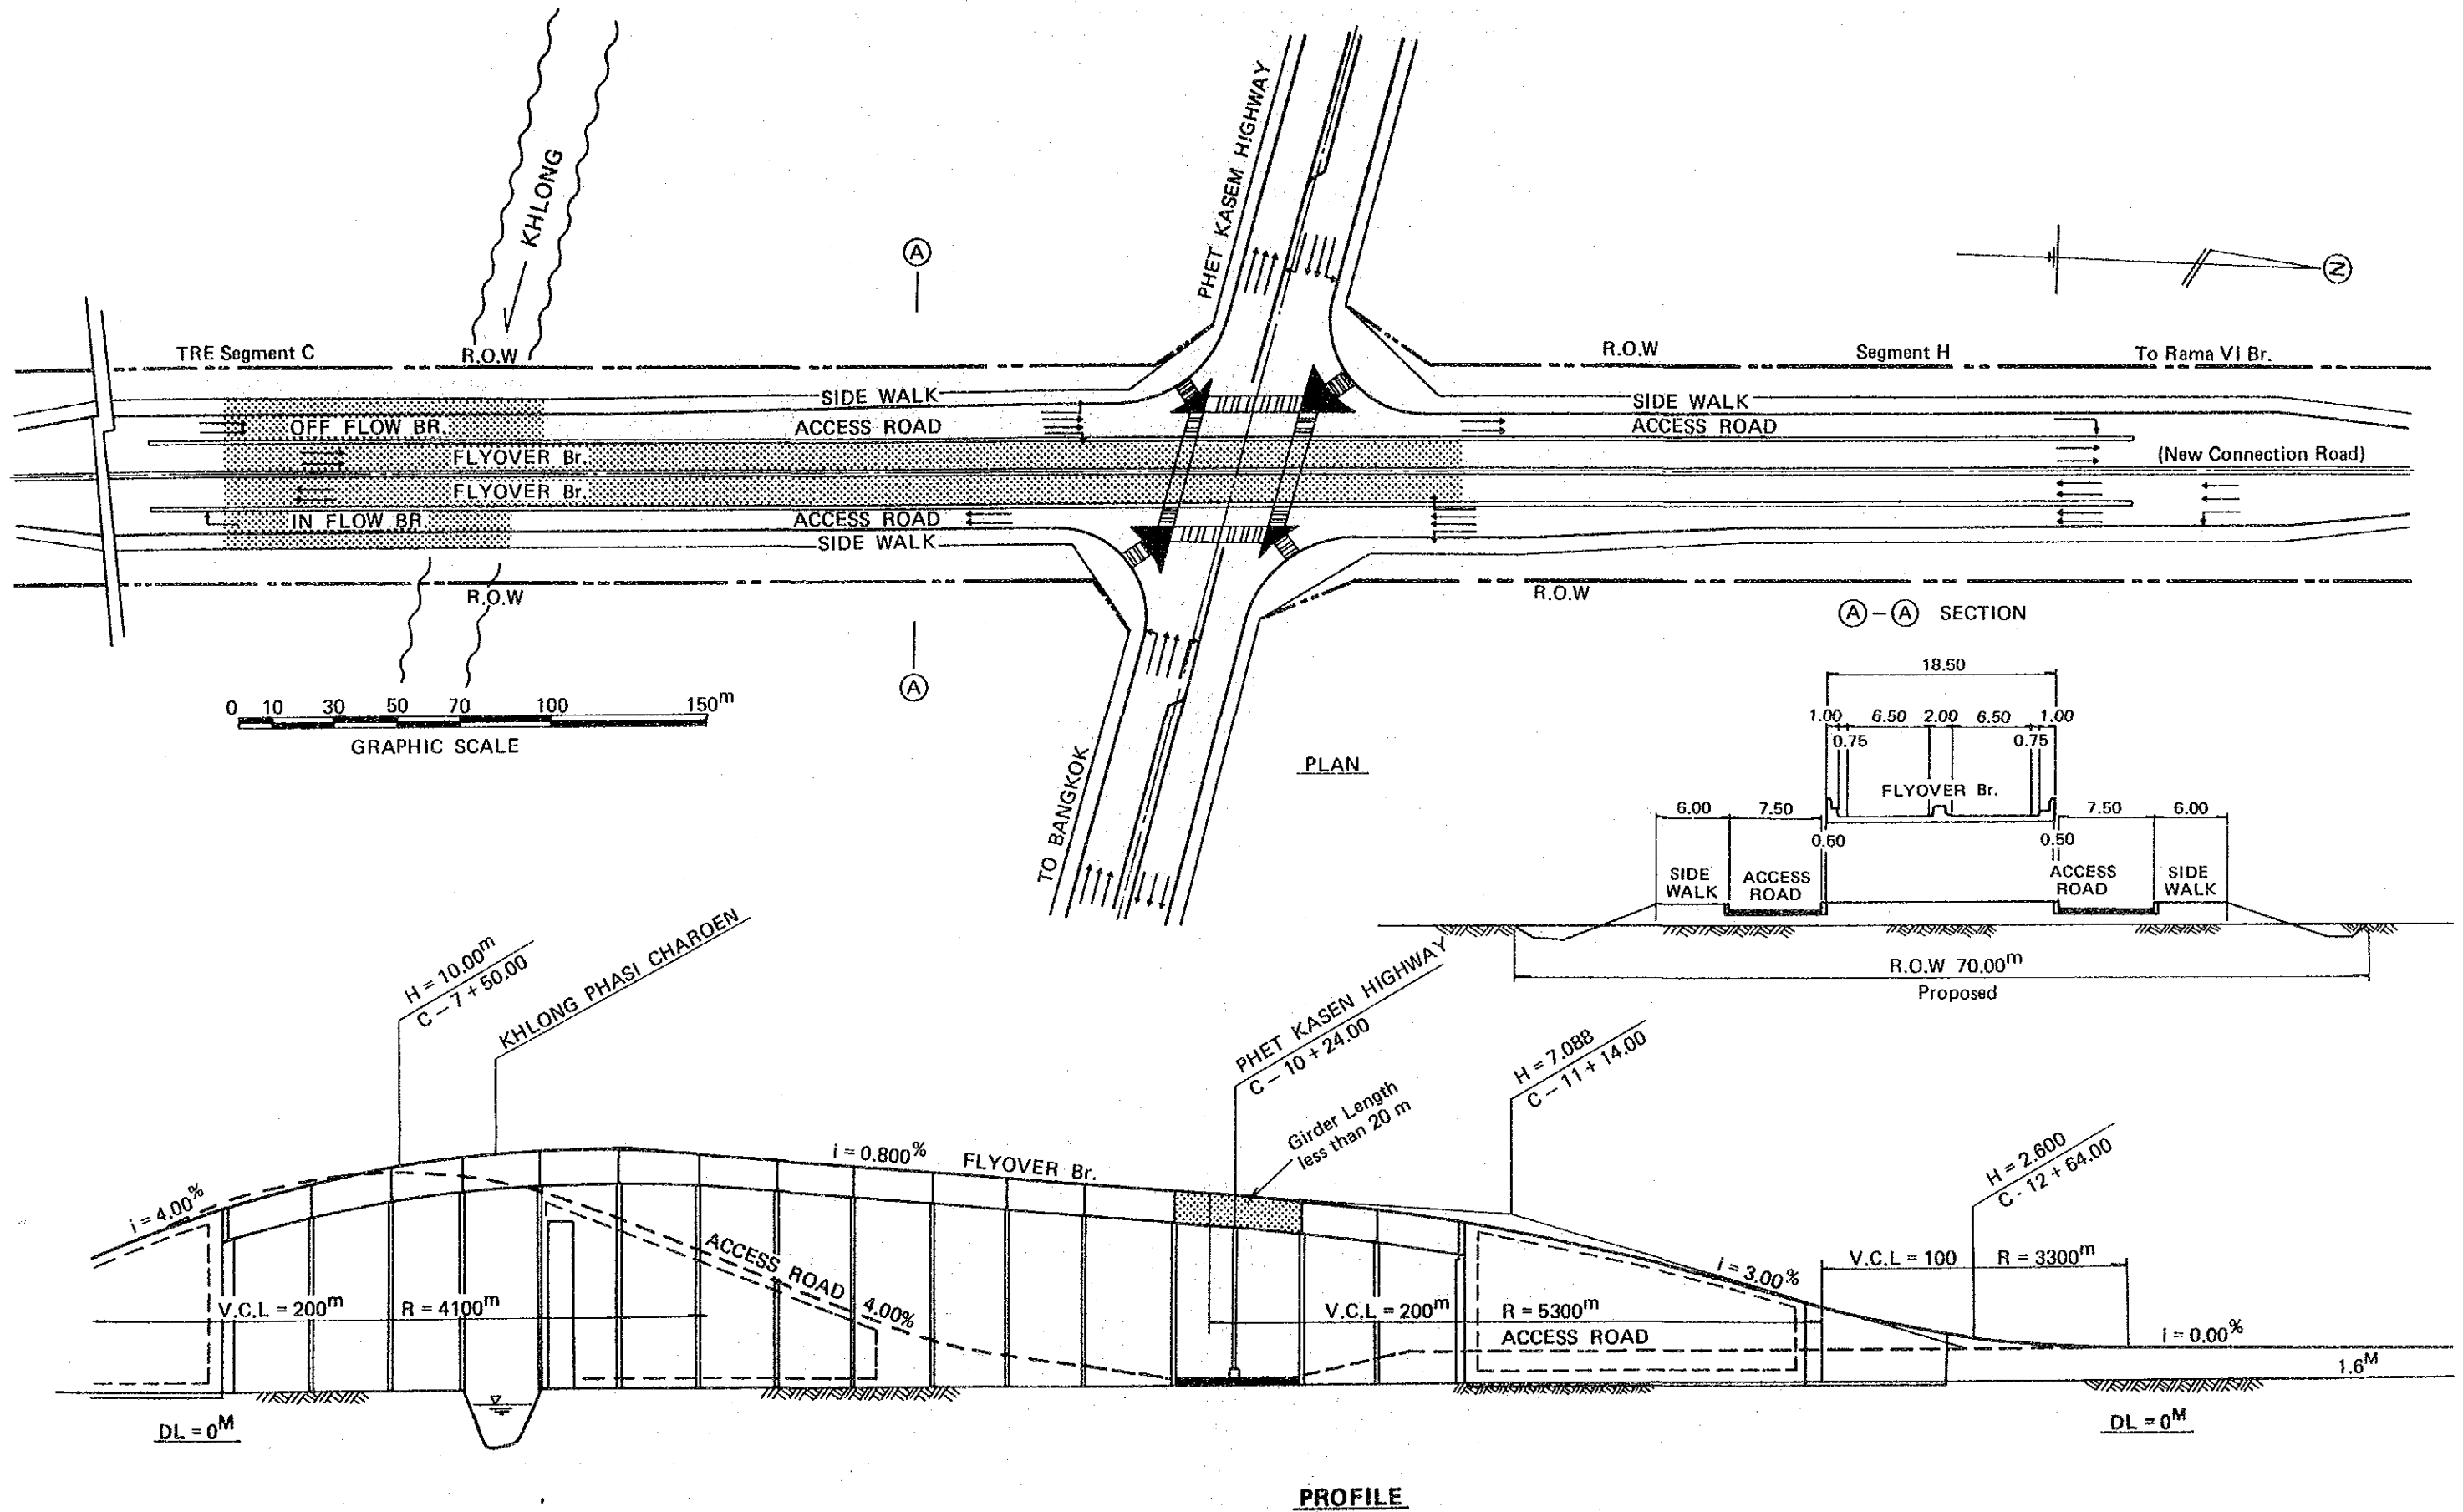 KHLONG
PHET KASEM HIGHWAY
A
N
TRE Segment C
R.O.W
R.O.W
Segment H
To Rama VI Br.
SIDE WALK
SIDE WALK
OFF FLOW BR.
ACCESS ROAD
ACCESS ROAD
FLYOVER Br.
(New Connection Road)
FLYOVER Br.
IN FLOW BR.
ACCESS ROAD
SIDE WALK
R.O.W
R.O.W
A
TO BANGKOK
0 10 30 50 70 100 150m
GRAPHIC SCALE
PLAN
A – A SECTION
18.50
1.00 6.50 2.00 6.50 1.00
0.75 0.75
FLYOVER Br.
6.00 7.50 7.50 6.00
0.50 0.50
SIDE WALK
ACCESS ROAD
ACCESS ROAD
SIDE WALK
R.O.W 70.00m
Proposed
H = 10.00m
C – 7 + 50.00
KHLONG PHASI CHAROEN
PHET KASEN HIGHWAY
C – 10 + 24.00
Girder Length
less than 20 m
H = 7.088
C – 11 + 14.00
H = 2.600
C - 12 + 64.00
i = 4.00%
i = 0.800%
FLYOVER Br.
ACCESS ROAD 4.00%
i = 3.00%
V.C.L = 200m R = 4100m
V.C.L = 200m R = 5300m
ACCESS ROAD
V.C.L = 100 R = 3300m
i = 0.00%
1.6M
DL = 0M
DL = 0M
PROFILE